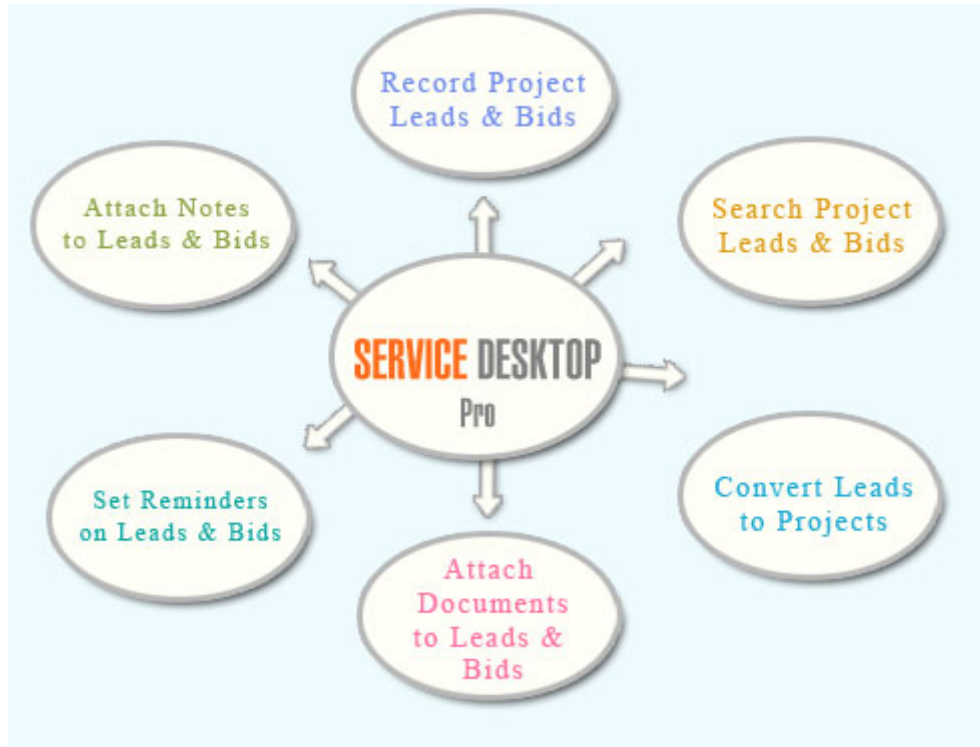 Record Project
Leads & Bids
Attach Notes
to Leads & Bids
Search Project
Leads & Bids
SERVICE DESKTOP
Pro
Set Reminders
on Leads & Bids
Convert Leads
to Projects
Attach
Documents
to Leads &
Bids